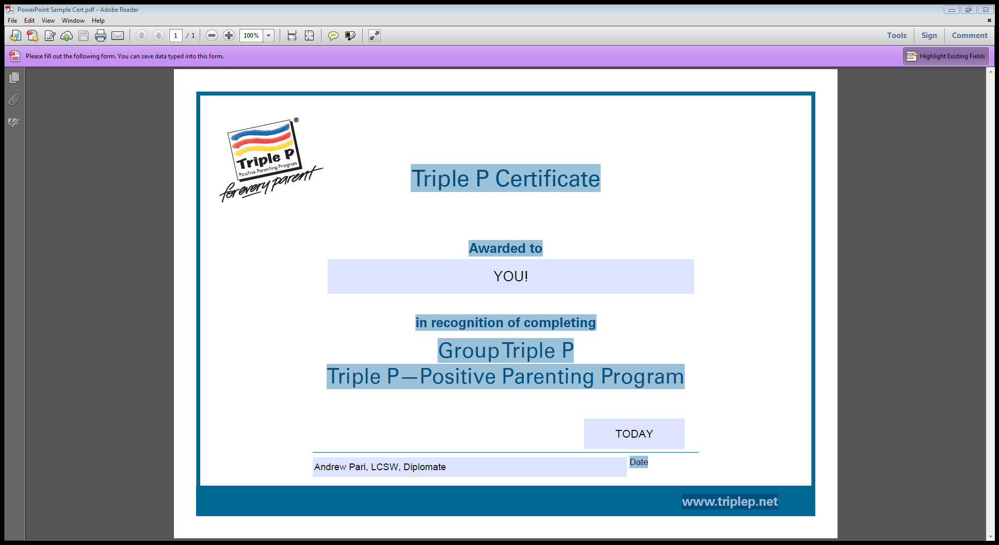 PowerPoint Sample Cert.pdf - Adobe Reader
File Edit View Window Help
1 / 1 100% Tools Sign Comment
Please fill out the following form. You can save data typed into this form. Highlight Existing Fields
®
Triple P
Positive Parenting Program
for every parent
Triple P Certificate
Awarded to
YOU!
in recognition of completing
Group Triple P
Triple P—Positive Parenting Program
TODAY
Andrew Pari, LCSW, Diplomate Date
www.triplep.net